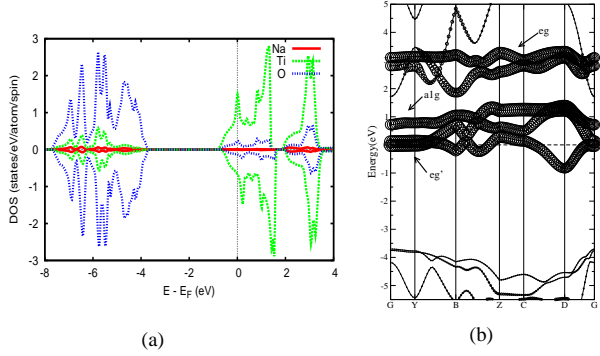 DOS (states/eV/atom/spin)
3
2
1
0
-1
-2
-3
-8
-6
-4
-2
0
2
4
E - E_F (eV)
Na
Ti
O
(a)
Energy(eV)
5
4
3
2
1
0
-1
-2
-3
-4
-5
G
Y
B
Z
C
D
G
eg
a1g
eg'
(b)